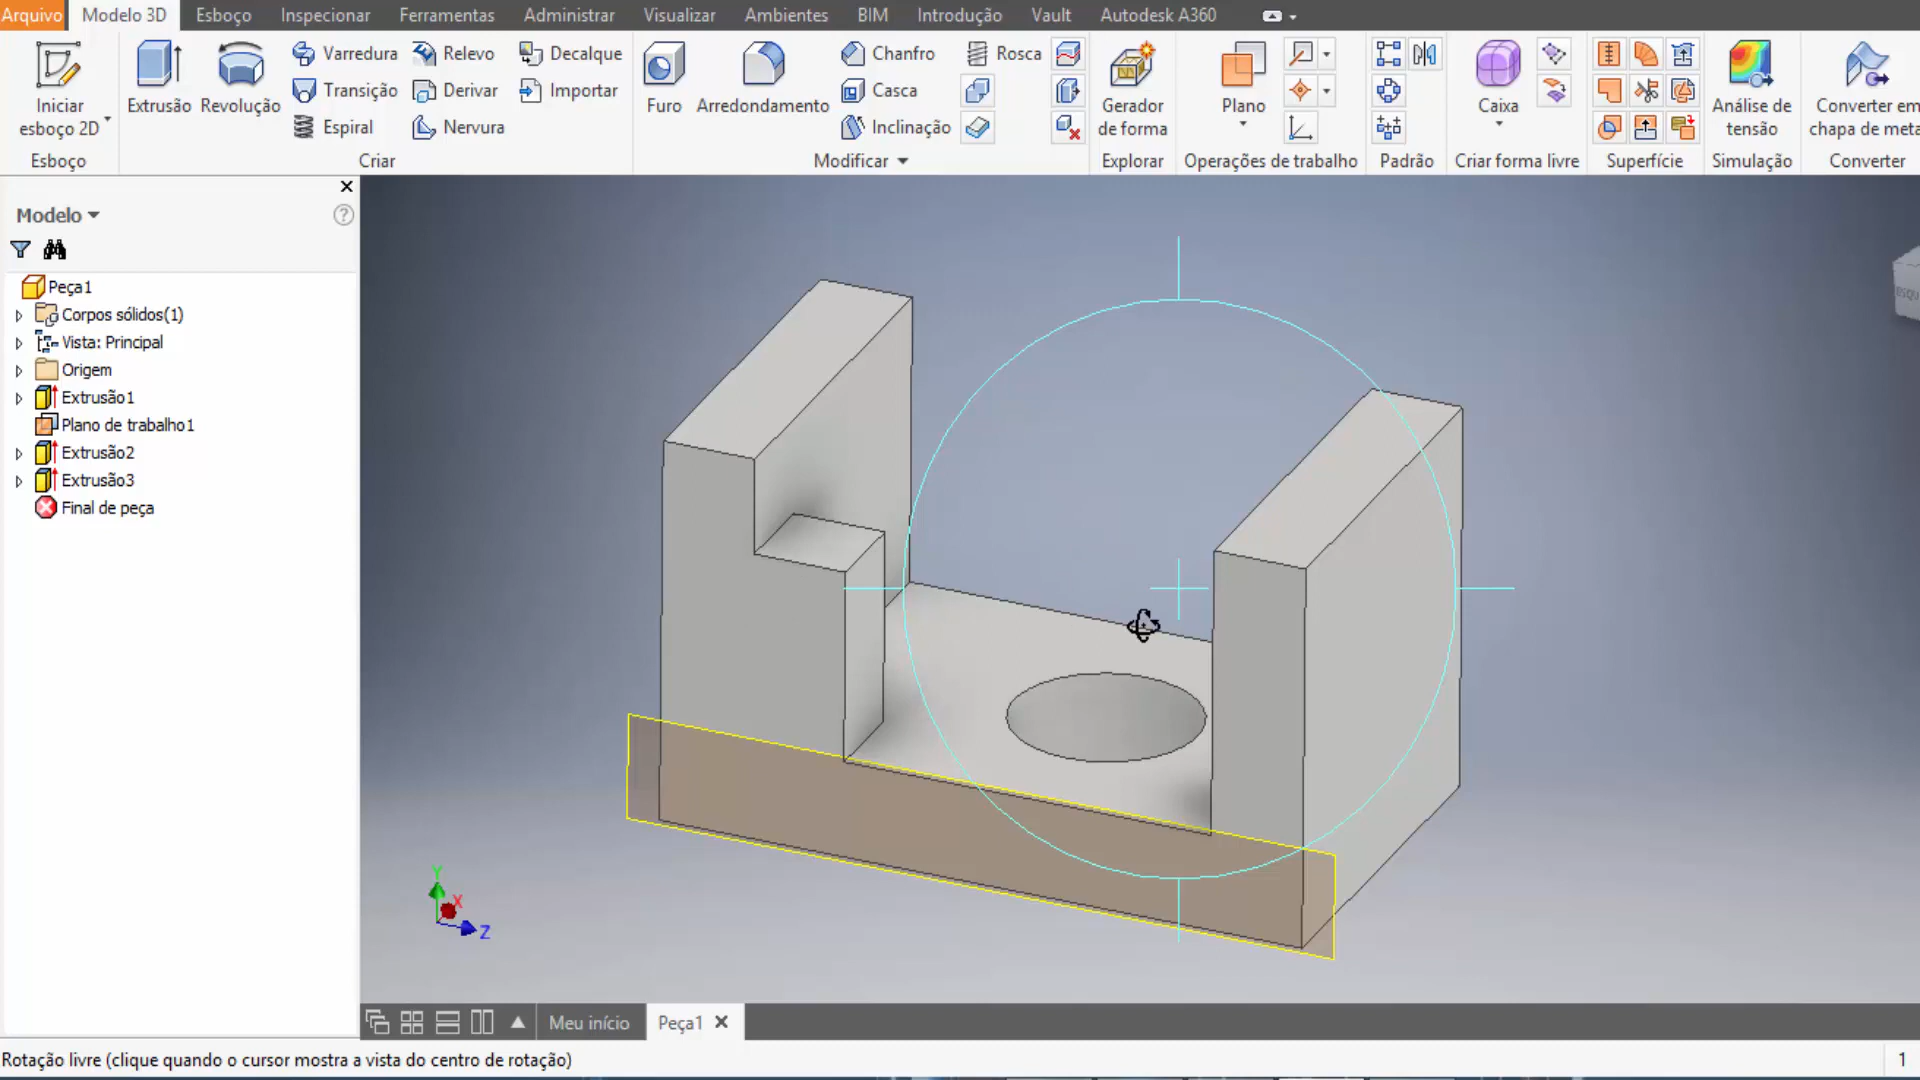 Arquivo Modelo 3D Esboço Inspecionar Ferramentas Administrar Visualizar Ambientes BIM Introdução Vault Autodesk A360
Iniciar
esboço 2D
Extrusão
Revolução
Varredura
Transição
Espiral
Relevo
Derivar
Nervura
Decalque
Importar
Furo
Arredondamento
Chanfro
Casca
Inclinação
Rosca
Gerador
de forma
Plano
Caixa
Análise de
tensão
Converter em
chapa de meta
Esboço Criar Modificar Explorar Operações de trabalho Padrão Criar forma livre Superfície Simulação Converter
Modelo
Peça1
Corpos sólidos(1)
Vista: Principal
Origem
Extrusão1
Plano de trabalho1
Extrusão2
Extrusão3
Final de peça
ESQU
Y
X
Z
Meu início Peça1
Rotação livre (clique quando o cursor mostra a vista do centro de rotação) 1